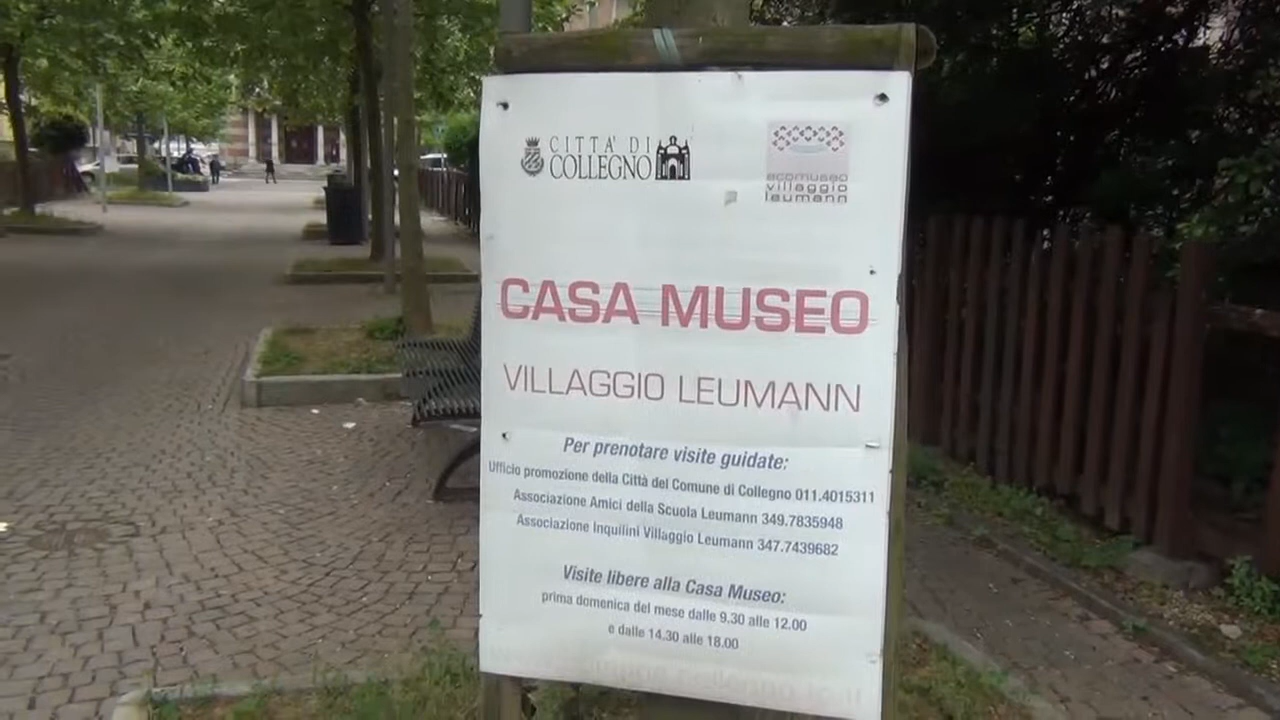 CITTA' DI
COLLEGNO
ecomuseo
villaggio
leumann
CASA MUSEO
VILLAGGIO LEUMANN
Per prenotare visite guidate:
Ufficio promozione della Città del Comune di Collegno 011.4015311
Associazione Amici della Scuola Leumann 349.7835948
Associazione Inquilini Villaggio Leumann 347.7439682
Visite libere alla Casa Museo:
prima domenica del mese dalle 9.30 alle 12.00
e dalle 14.30 alle 18.00